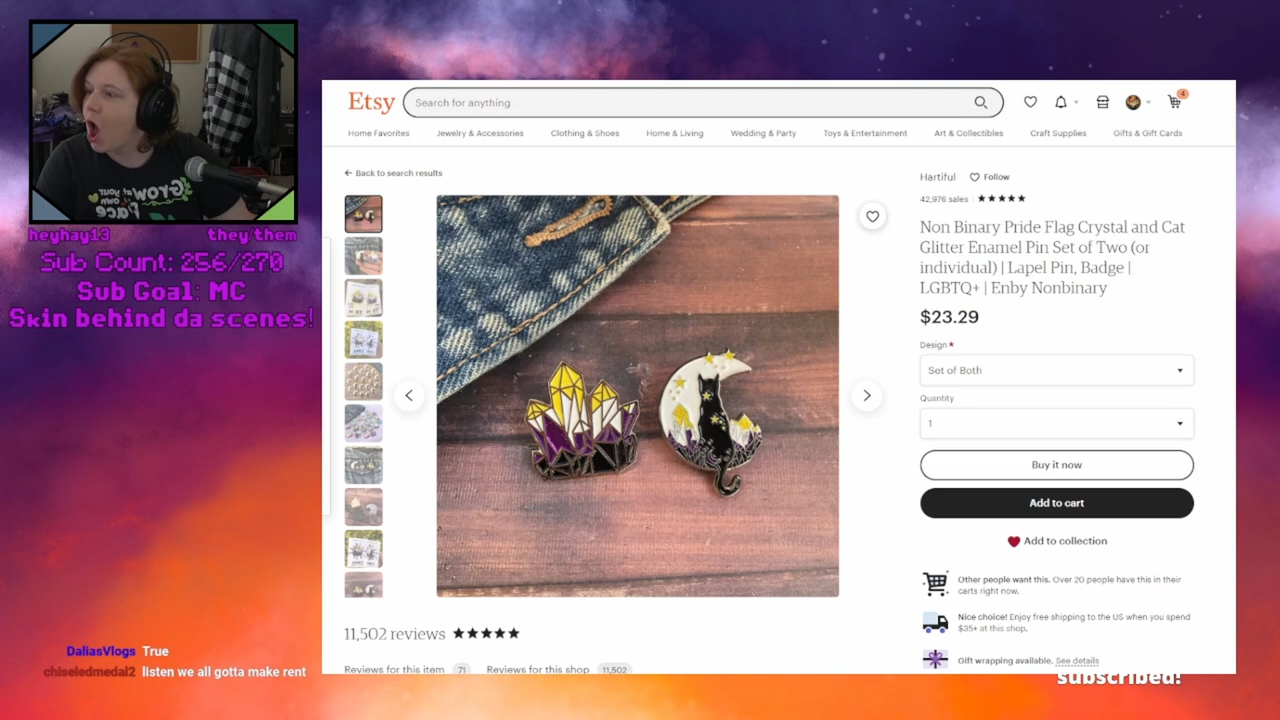 heyhay13 they/them
Sub Count: 256/270
Sub Goal: MC
Skin behind da scenes!
DaliasVlogs True
chiseledmedal2 listen we all gotta make rent
Etsy
Search for anything
4
Home Favorites Jewelry & Accessories Clothing & Shoes Home & Living Wedding & Party Toys & Entertainment Art & Collectibles Craft Supplies Gifts & Gift Cards
Back to search results
Hartiful Follow
42,976 sales
Non Binary Pride Flag Crystal and Cat
Glitter Enamel Pin Set of Two (or
individual) | Lapel Pin, Badge |
LGBTQ+ | Enby Nonbinary
$23.29
Design *
Set of Both
Quantity
1
Buy it now
Add to cart
Add to collection
Other people want this. Over 20 people have this in their
carts right now.
Nice choice! Enjoy free shipping to the US when you spend
$35+ at this shop.
Gift wrapping available. See details
11,502 reviews
Reviews for this item 71 Reviews for this shop 11,502
subscribed!